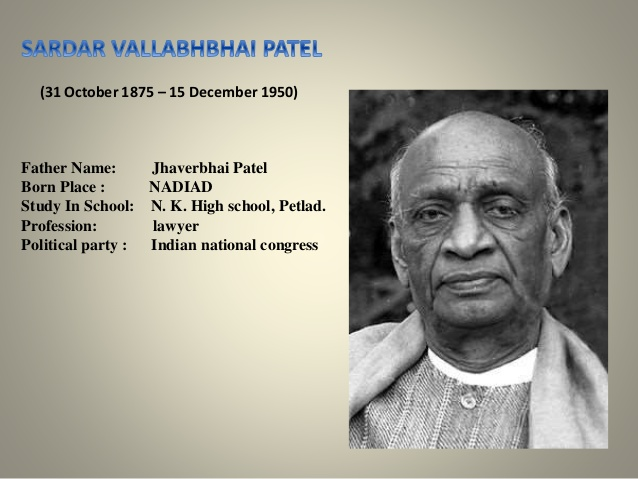 SARDAR VALLABHBHAI PATEL
(31 October 1875 – 15 December 1950)
Father Name: Jhaverbhai Patel
Born Place : NADIAD
Study In School: N. K. High school, Petlad.
Profession: lawyer
Political party : Indian national congress